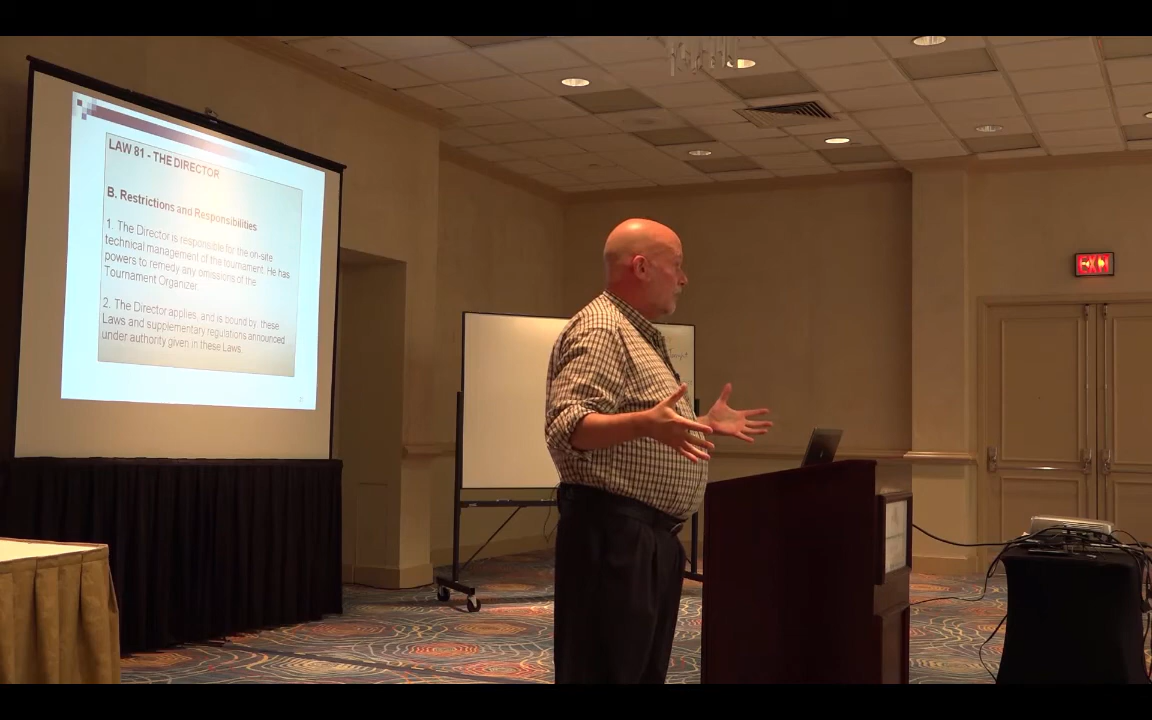 LAW 81 - THE DIRECTOR
B. Restrictions and Responsibilities
1. The Director is responsible for the on-site
technical management of the tournament. He has
powers to remedy any omissions of the
Tournament Organizer.
2. The Director applies, and is bound by, these
Laws and supplementary regulations announced
under authority given in these Laws.
EXIT